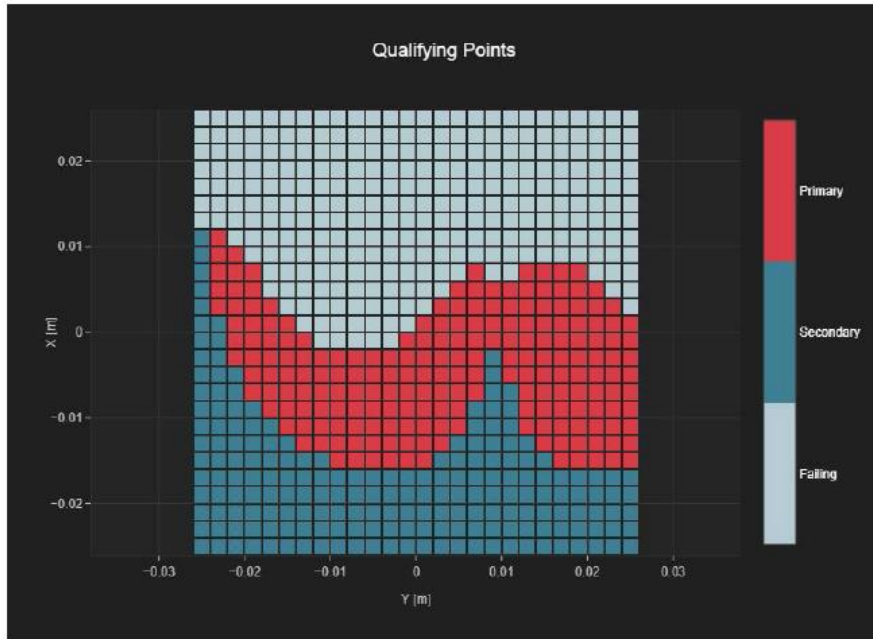 Qualifying Points
0.02
0.01
0
−0.01
−0.02
X [m]
−0.03
−0.02
−0.01
0
0.01
0.02
0.03
Y [m]
Primary
Secondary
Failing